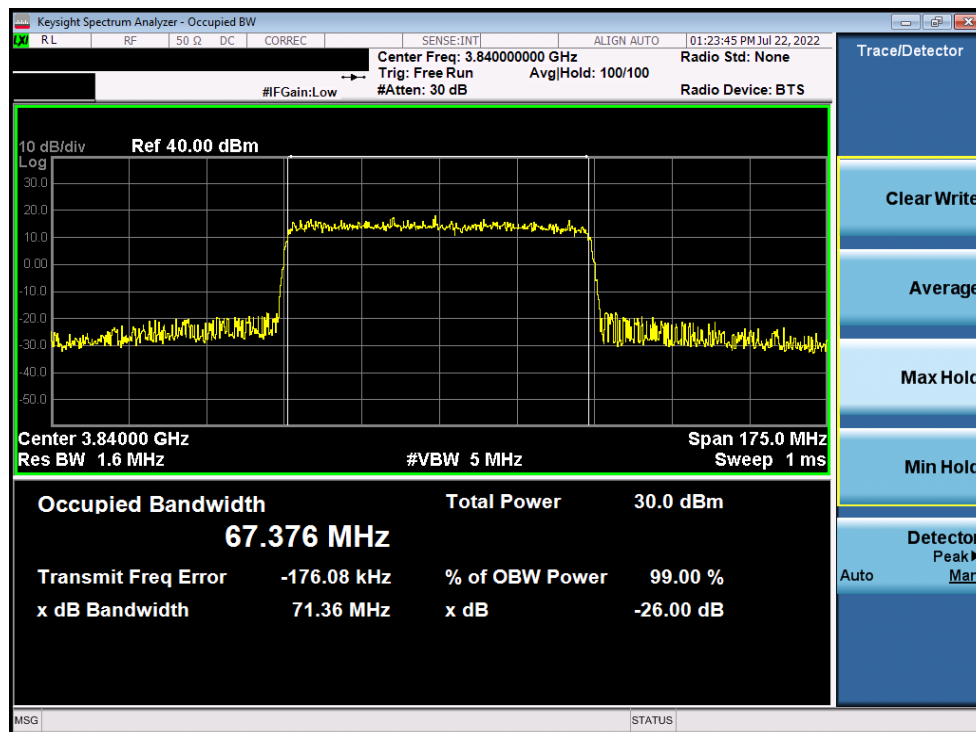 Keysight Spectrum Analyzer - Occupied BW
LXI RL RF 50 Ω DC CORREC SENSE:INT ALIGN AUTO 01:23:45 PM Jul 22, 2022
Center Freq: 3.840000000 GHz Radio Std: None
Trig: Free Run Avg|Hold: 100/100
#IFGain:Low #Atten: 30 dB Radio Device: BTS
10 dB/div Ref 40.00 dBm
Log
30.0
20.0
10.0
0.00
-10.0
-20.0
-30.0
-40.0
-50.0
Center 3.84000 GHz Span 175.0 MHz
Res BW 1.6 MHz #VBW 5 MHz Sweep 1 ms
Occupied Bandwidth Total Power 30.0 dBm
67.376 MHz
Transmit Freq Error -176.08 kHz % of OBW Power 99.00 %
x dB Bandwidth 71.36 MHz x dB -26.00 dB
MSG STATUS
Trace/Detector
Clear Write
Average
Max Hold
Min Hold
Detector
Peak
Auto Man